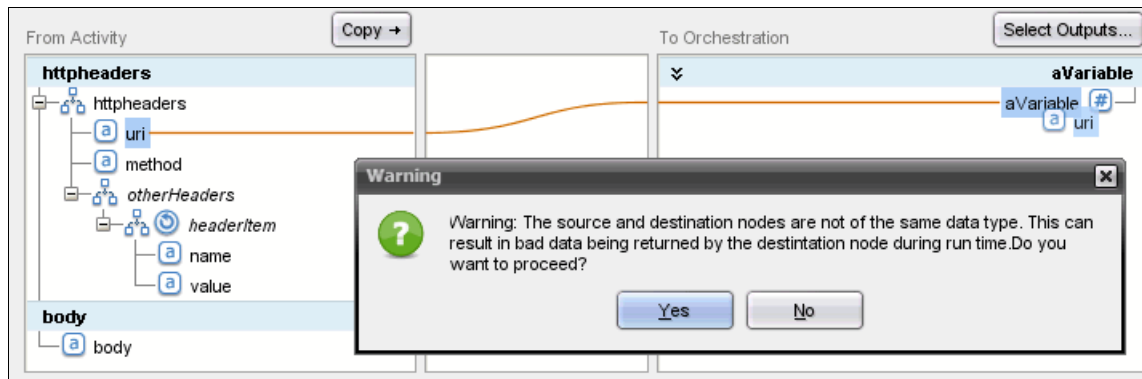 From Activity
Copy →
To Orchestration
Select Outputs...
httpheaders
aVariable
httpheaders
a uri
aVariable #
a uri
a method
otherHeaders
headerItem
a name
a value
body
a body
Warning
Warning: The source and destination nodes are not of the same data type. This can
result in bad data being returned by the destintation node during run time.Do you
want to proceed?
?
Yes
No